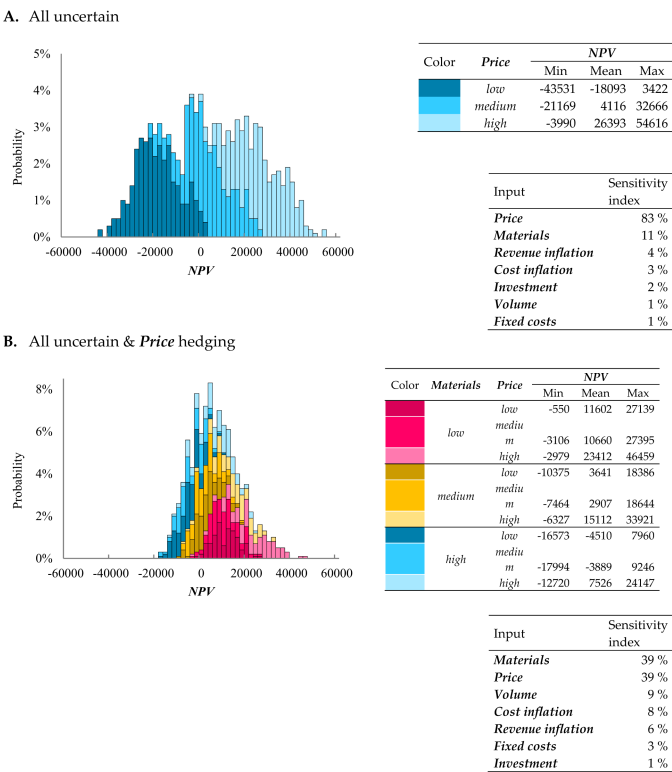 A. All uncertain
5%
4%
3%
2%
1%
0%
Probability
-60000 -40000 -20000 0 20000 40000 60000
NPV
Color Price NPV
Min Mean Max
low -43531 -18093 3422
medium -21169 4116 32666
high -3990 26393 54616
Input Sensitivity
index
Price 83 %
Materials 11 %
Revenue inflation 4 %
Cost inflation 3 %
Investment 2 %
Volume 1 %
Fixed costs 1 %
B. All uncertain & Price hedging
8%
6%
4%
2%
0%
Probability
-60000 -40000 -20000 0 20000 40000 60000
NPV
Color Materials Price NPV
Min Mean Max
low -550 11602 27139
low mediu
m -3106 10660 27395
high -2979 23412 46459
low -10375 3641 18386
medium mediu
m -7464 2907 18644
high -6327 15112 33921
low -16573 -4510 7960
high mediu
m -17994 -3889 9246
high -12720 7526 24147
Input Sensitivity
index
Materials 39 %
Price 39 %
Volume 9 %
Cost inflation 8 %
Revenue inflation 6 %
Fixed costs 3 %
Investment 1 %